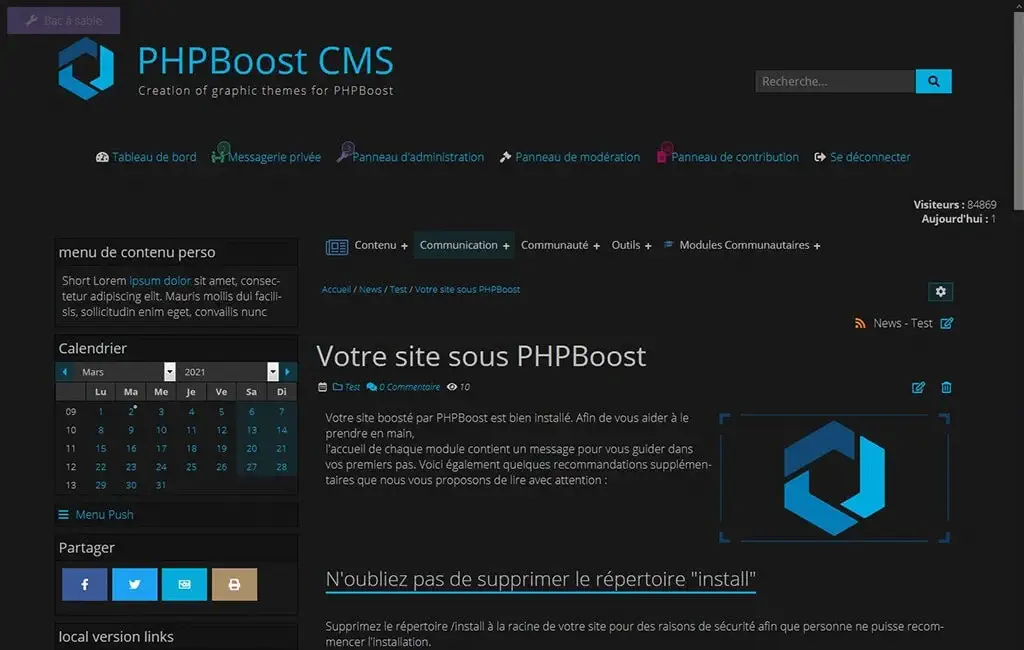 Bac à sable
PHPBoost CMS
Creation of graphic themes for PHPBoost
Recherche...
Tableau de bord Messagerie privée Panneau d'administration Panneau de modération Panneau de contribution Se déconnecter
Visiteurs : 84869
Aujourd'hui : 1
menu de contenu perso
Short Lorem ipsum dolor sit amet, consec-
tetur adipiscing elit. Mauris mollis dui facili-
sis, sollicitudin enim eget, convallis nunc
Calendrier
Mars 2021
Lu Ma Me Je Ve Sa Di
09 1 2 3 4 5 6 7
10 8 9 10 11 12 13 14
11 15 16 17 18 19 20 21
12 22 23 24 25 26 27 28
13 29 30 31
Menu Push
Partager
local version links
Contenu + Communication + Communauté + Outils + Modules Communautaires +
Accueil / News / Test / Votre site sous PHPBoost
News - Test
Votre site sous PHPBoost
Test 0 Commentaire 10
Votre site boosté par PHPBoost est bien installé. Afin de vous aider à le
prendre en main,
l'accueil de chaque module contient un message pour vous guider dans
vos premiers pas. Voici également quelques recommandations supplémen-
taires que nous vous proposons de lire avec attention :
N'oubliez pas de supprimer le répertoire "install"
Supprimez le répertoire /install à la racine de votre site pour des raisons de sécurité afin que personne ne puisse recom-
mencer l'installation.